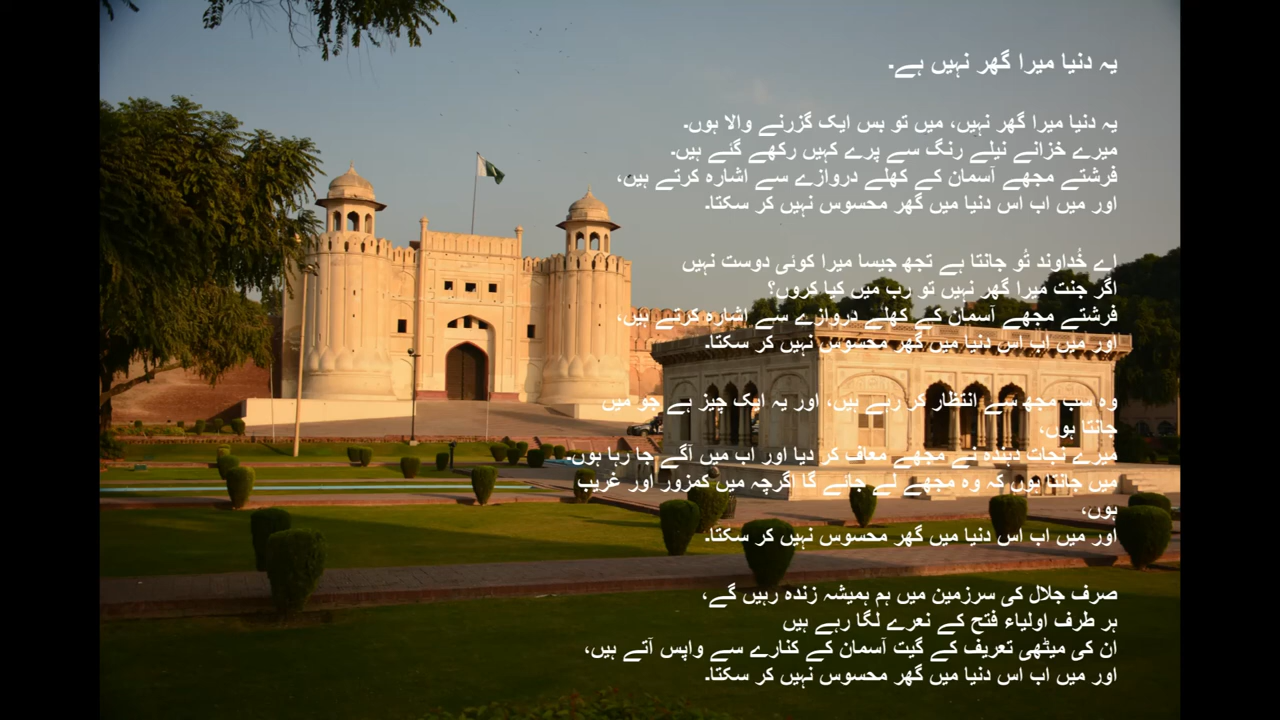 یہ دنیا میرا گھر نہیں ہے۔
یہ دنیا میرا گھر نہیں، میں تو بس ایک گزرنے والا ہوں۔
میرے خزانے نیلے رنگ سے پرے کہیں رکھے گئے ہیں۔
فرشتے مجھے آسمان کے کھلے دروازے سے اشارہ کرتے ہیں،
اور میں اب اس دنیا میں گھر محسوس نہیں کر سکتا۔
اے خُداوند تُو جانتا ہے تجھ جیسا میرا کوئی دوست نہیں
اگر جنت میرا گھر نہیں تو رب میں کیا کروں؟
فرشتے مجھے آسمان کے کھلے دروازے سے اشارہ کرتے ہیں،
اور میں اب اس دنیا میں گھر محسوس نہیں کر سکتا۔
وہ سب مجھ سے انتظار کر رہے ہیں، اور یہ ایک چیز ہے جو میں
جانتا ہوں،
میرے نجات دہندہ نے مجھے معاف کر دیا اور اب میں آگے جا رہا ہوں۔
میں جانتا ہوں کہ وہ مجھے لے جائے گا اگرچہ میں کمزور اور غریب
ہوں،
اور میں اب اس دنیا میں گھر محسوس نہیں کر سکتا۔
صرف جلال کی سرزمین میں ہم ہمیشہ زندہ رہیں گے،
ہر طرف اولیاء فتح کے نعرے لگا رہے ہیں
ان کی میٹھی تعریف کے گیت آسمان کے کنارے سے واپس آتے ہیں،
اور میں اب اس دنیا میں گھر محسوس نہیں کر سکتا۔